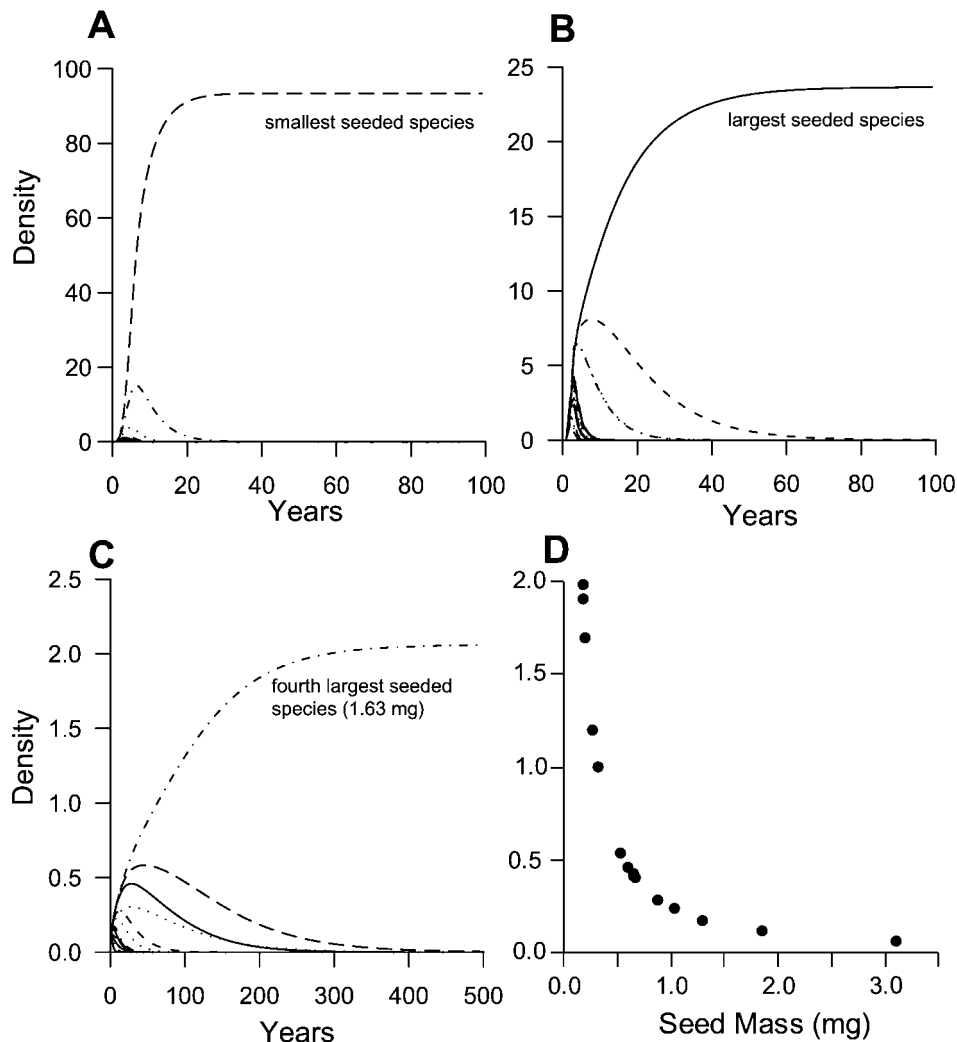 A
100
80
60
40
20
0
Density
smallest seeded species
0 20 40 60 80 100
Years
B
25
20
15
10
5
0
largest seeded species
0 20 40 60 80 100
Years
C
2.5
2.0
1.5
1.0
0.5
0.0
Density
fourth largest seeded
species (1.63 mg)
0 100 200 300 400 500
Years
D
2.0
1.5
1.0
0.5
0.0
0.0 1.0 2.0 3.0
Seed Mass (mg)